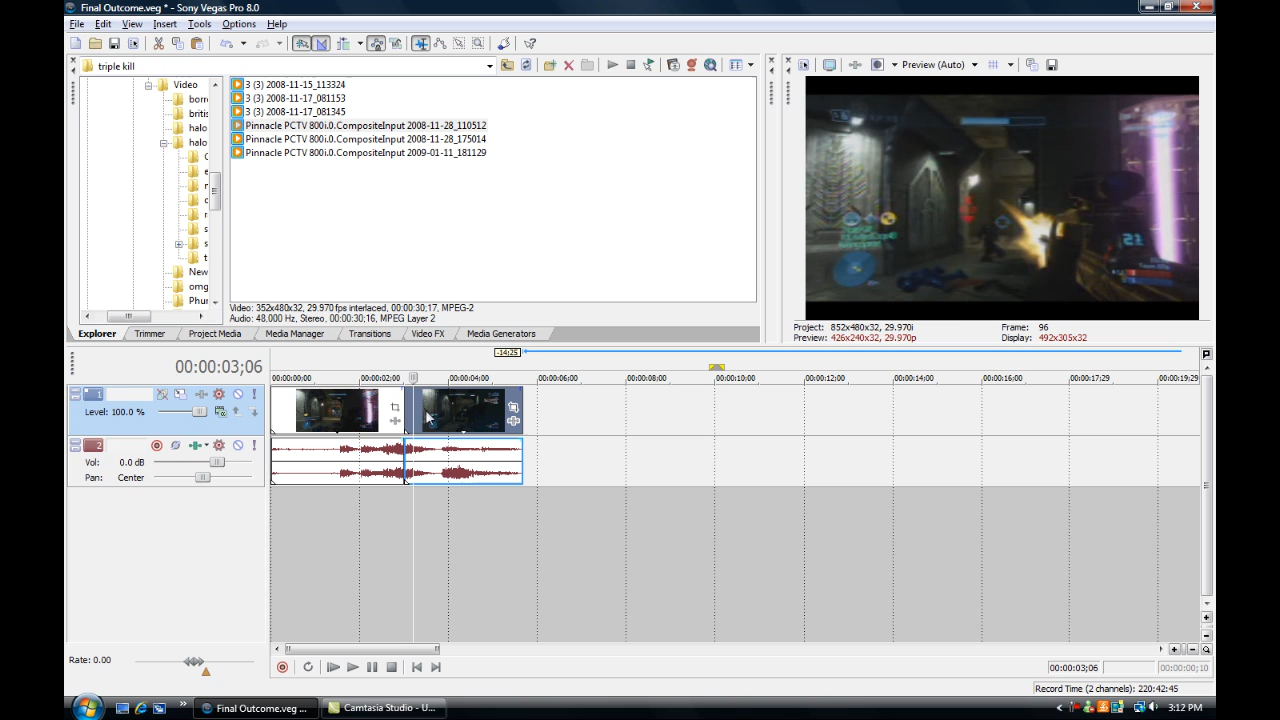 Final Outcome.veg * - Sony Vegas Pro 8.0
File Edit View Insert Tools Options Help
triple kill
Preview (Auto)
Video
halo
halo
New
omg
3 (3) 2008-11-15_113324
3 (3) 2008-11-17_081153
3 (3) 2008-11-17_081345
Pinnacle PCTV 800i.0.CompositeInput 2008-11-28_110512
Pinnacle PCTV 800i.0.CompositeInput 2008-11-28_175014
Pinnacle PCTV 800i.0.CompositeInput 2009-01-11_181129
Video: 352x480x32, 29.970 fps interlaced, 00:00:30;17, MPEG-2
Audio: 48,000 Hz, Stereo, 00:00:30;16, MPEG Layer 2
Explorer Trimmer Project Media Media Manager Transitions Video FX Media Generators
Project: 852x480x32, 29.970i Frame: 96
Preview: 426x240x32, 29.970p Display: 492x305x32
-14;25
00:00:03;06
00:00:00;00 00:00:02;00 00:00:04;00 00:00:06;00 00:00:08;00 00:00:10;00 00:00:12;00 00:00:14;00 00:00:16;00 00:00:17;29 00:00:19;29
1
Level: 100.0 %
2
Vol: 0.0 dB
Pan: Center
Rate: 0.00
00:00:03;06 00:00:00;10
Record Time (2 channels): 220:42:45
Final Outcome.veg ... Camtasia Studio - U... 3:12 PM